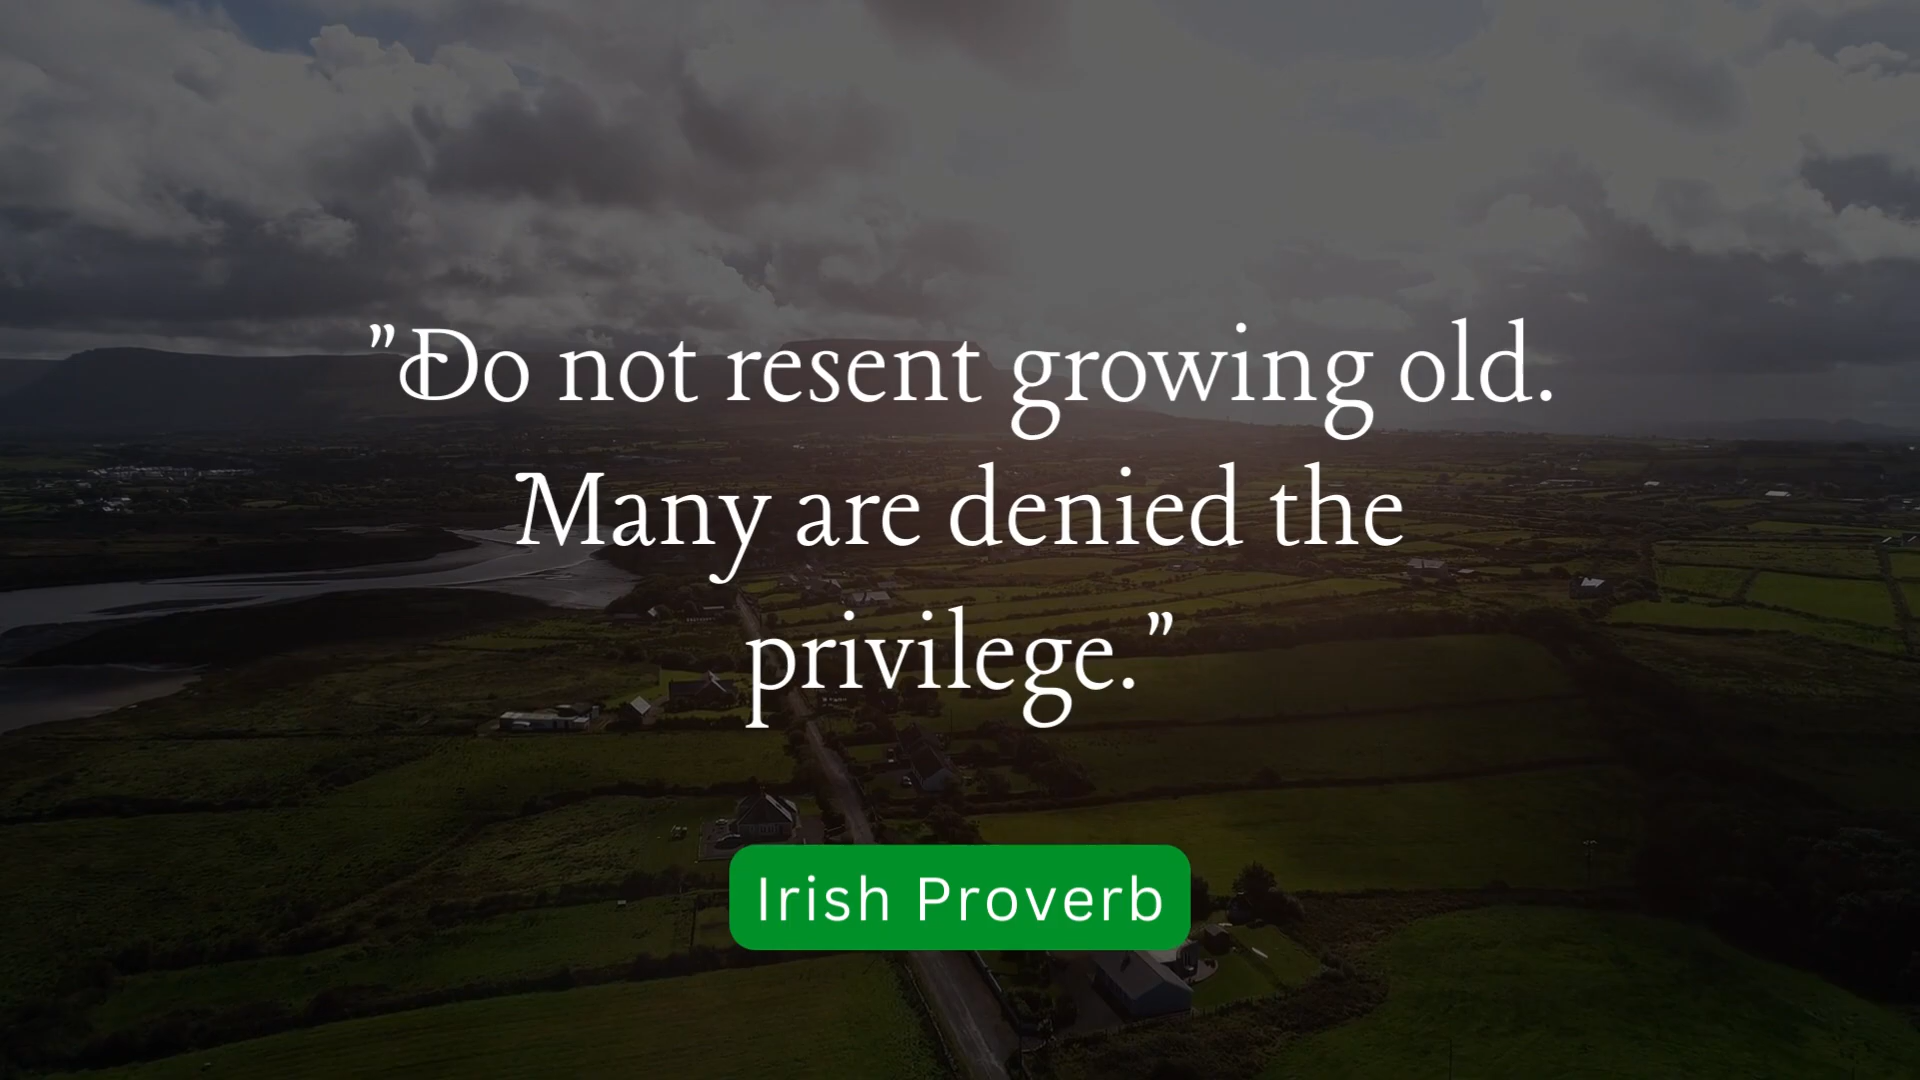 "Do not resent growing old.
Many are denied the
privilege."
Irish Proverb